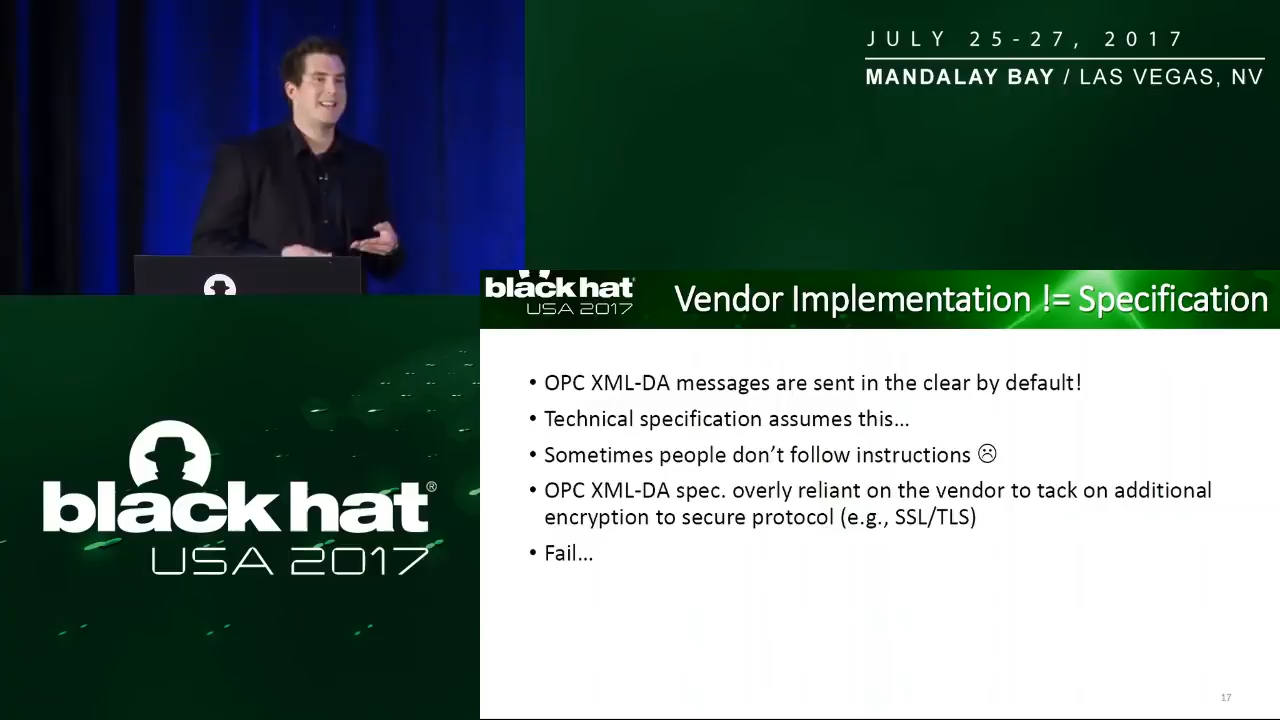 JULY 25-27, 2017
MANDALAY BAY / LAS VEGAS, NV
black hat®
USA 2017
Vendor Implementation != Specification
• OPC XML-DA messages are sent in the clear by default!
• Technical specification assumes this…
• Sometimes people don’t follow instructions ☹
• OPC XML-DA spec. overly reliant on the vendor to tack on additional
encryption to secure protocol (e.g., SSL/TLS)
• Fail…
black hat®
USA 2017
17